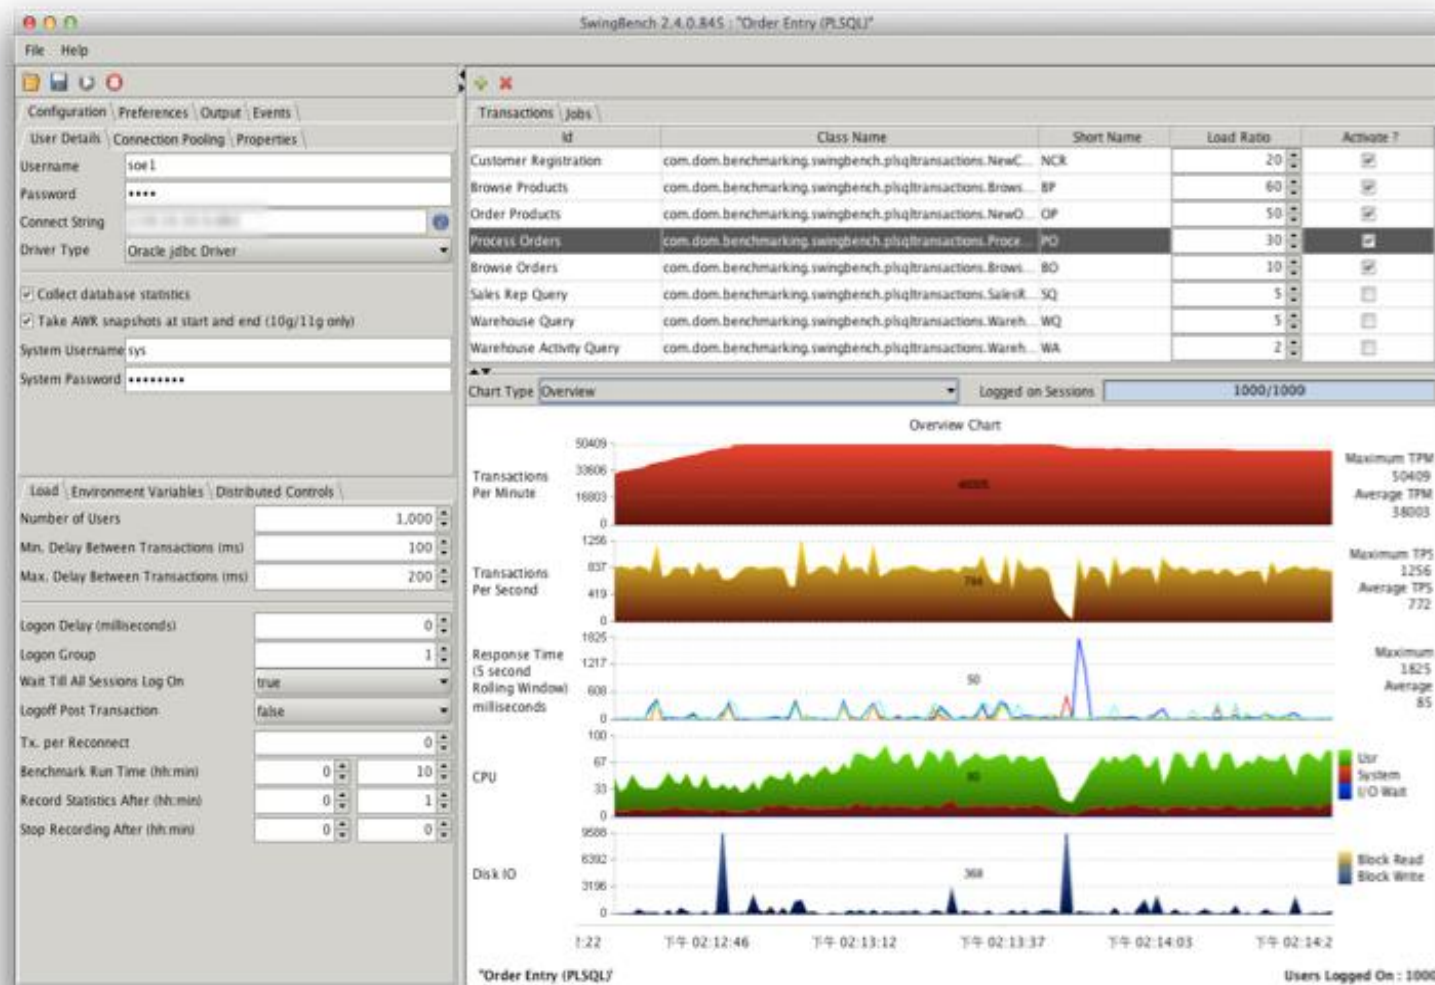 SwingBench 2.4.0.845 : "Order Entry (PLSQL)"
File Help
Configuration Preferences Output Events
User Details Connection Pooling Properties
Username soe1
Password ••••
Connect String
Driver Type Oracle jdbc Driver
Collect database statistics
Take AWR snapshots at start and end (10g/11g only)
System Username sys
System Password ••••••••
Load Environment Variables Distributed Controls
Number of Users 1,000
Min. Delay Between Transactions (ms) 100
Max. Delay Between Transactions (ms) 200
Logon Delay (milliseconds) 0
Logon Group 1
Wait Till All Sessions Log On true
Logoff Post Transaction false
Tx. per Reconnect 0
Benchmark Run Time (hh:min) 0 10
Record Statistics After (hh:min) 0 1
Stop Recording After (hh:min) 0 0
Transactions Jobs
Id Class Name Short Name Load Ratio Activate ?
Customer Registration com.dom.benchmarking.swingbench.plsqltransactions.NewC... NCR 20
Browse Products com.dom.benchmarking.swingbench.plsqltransactions.Brows... BP 60
Order Products com.dom.benchmarking.swingbench.plsqltransactions.NewO... OP 50
Process Orders com.dom.benchmarking.swingbench.plsqltransactions.Proce... PO 30
Browse Orders com.dom.benchmarking.swingbench.plsqltransactions.Brows... BO 10
Sales Rep Query com.dom.benchmarking.swingbench.plsqltransactions.SalesR... SQ 5
Warehouse Query com.dom.benchmarking.swingbench.plsqltransactions.Wareh... WQ 5
Warehouse Activity Query com.dom.benchmarking.swingbench.plsqltransactions.Wareh... WA 2
Chart Type Overview Logged on Sessions 1000/1000
Overview Chart
Transactions
Per Minute
50409
33606
16803
0
Maximum TPM
50409
Average TPM
38003
Transactions
Per Second
1256
837
419
0
Maximum TPS
1256
Average TPS
772
Response Time
(5 second
Rolling Window)
milliseconds
1825
1217
608
0
50
Maximum
1825
Average
85
CPU
100
67
33
0
Usr
System
I/O Wait
Disk IO
9588
6392
3196
0
368
Block Read
Block Write
!:22 下午 02:12:46 下午 02:13:12 下午 02:13:37 下午 02:14:03 下午 02:14:2
"Order Entry (PLSQL)" Users Logged On : 1000